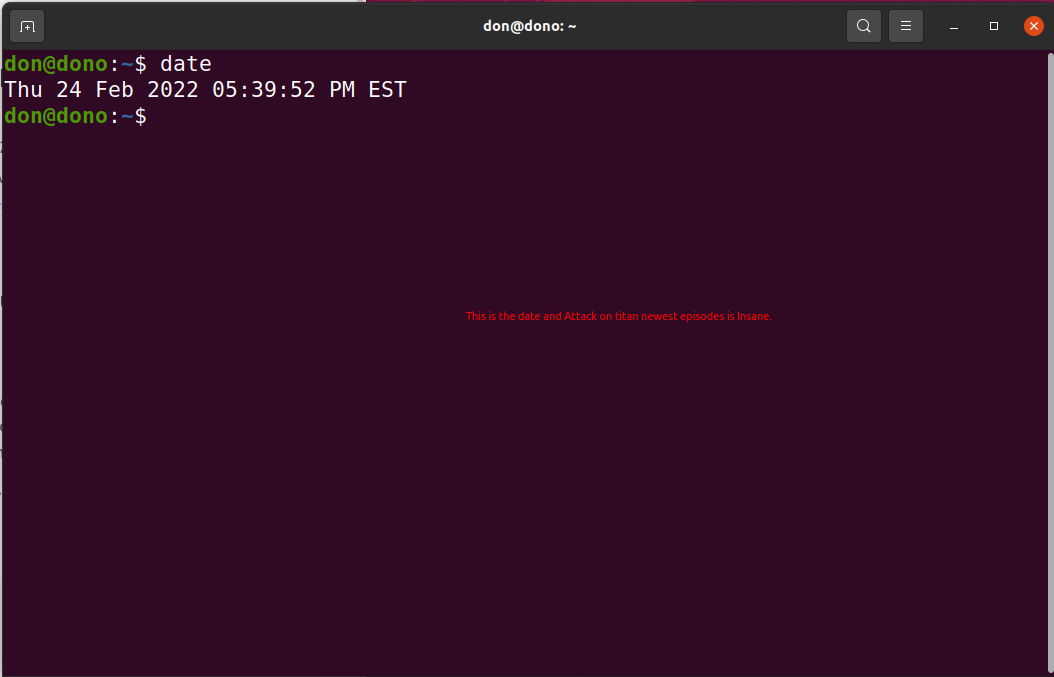 don@dono: ~
don@dono:~$ date
Thu 24 Feb 2022 05:39:52 PM EST
don@dono:~$
This is the date and Attack on titan newest episodes is Insane.